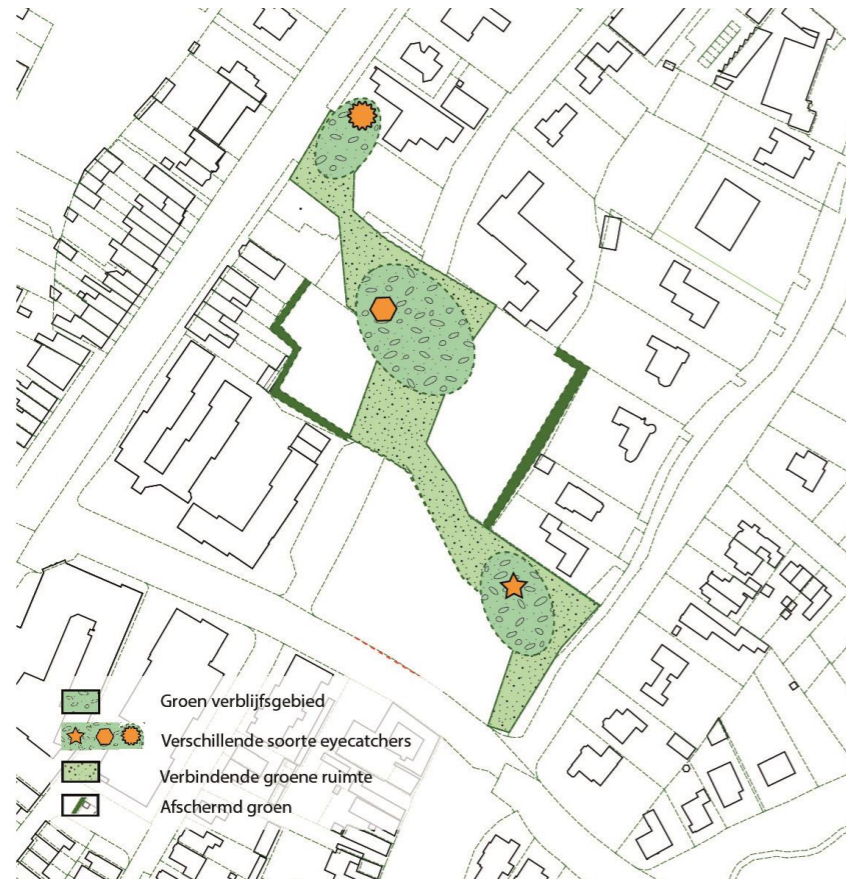 Groen verblijfsgebied
Verschillende soorte eyecatchers
Verbindende groene ruimte
Afschermd groen